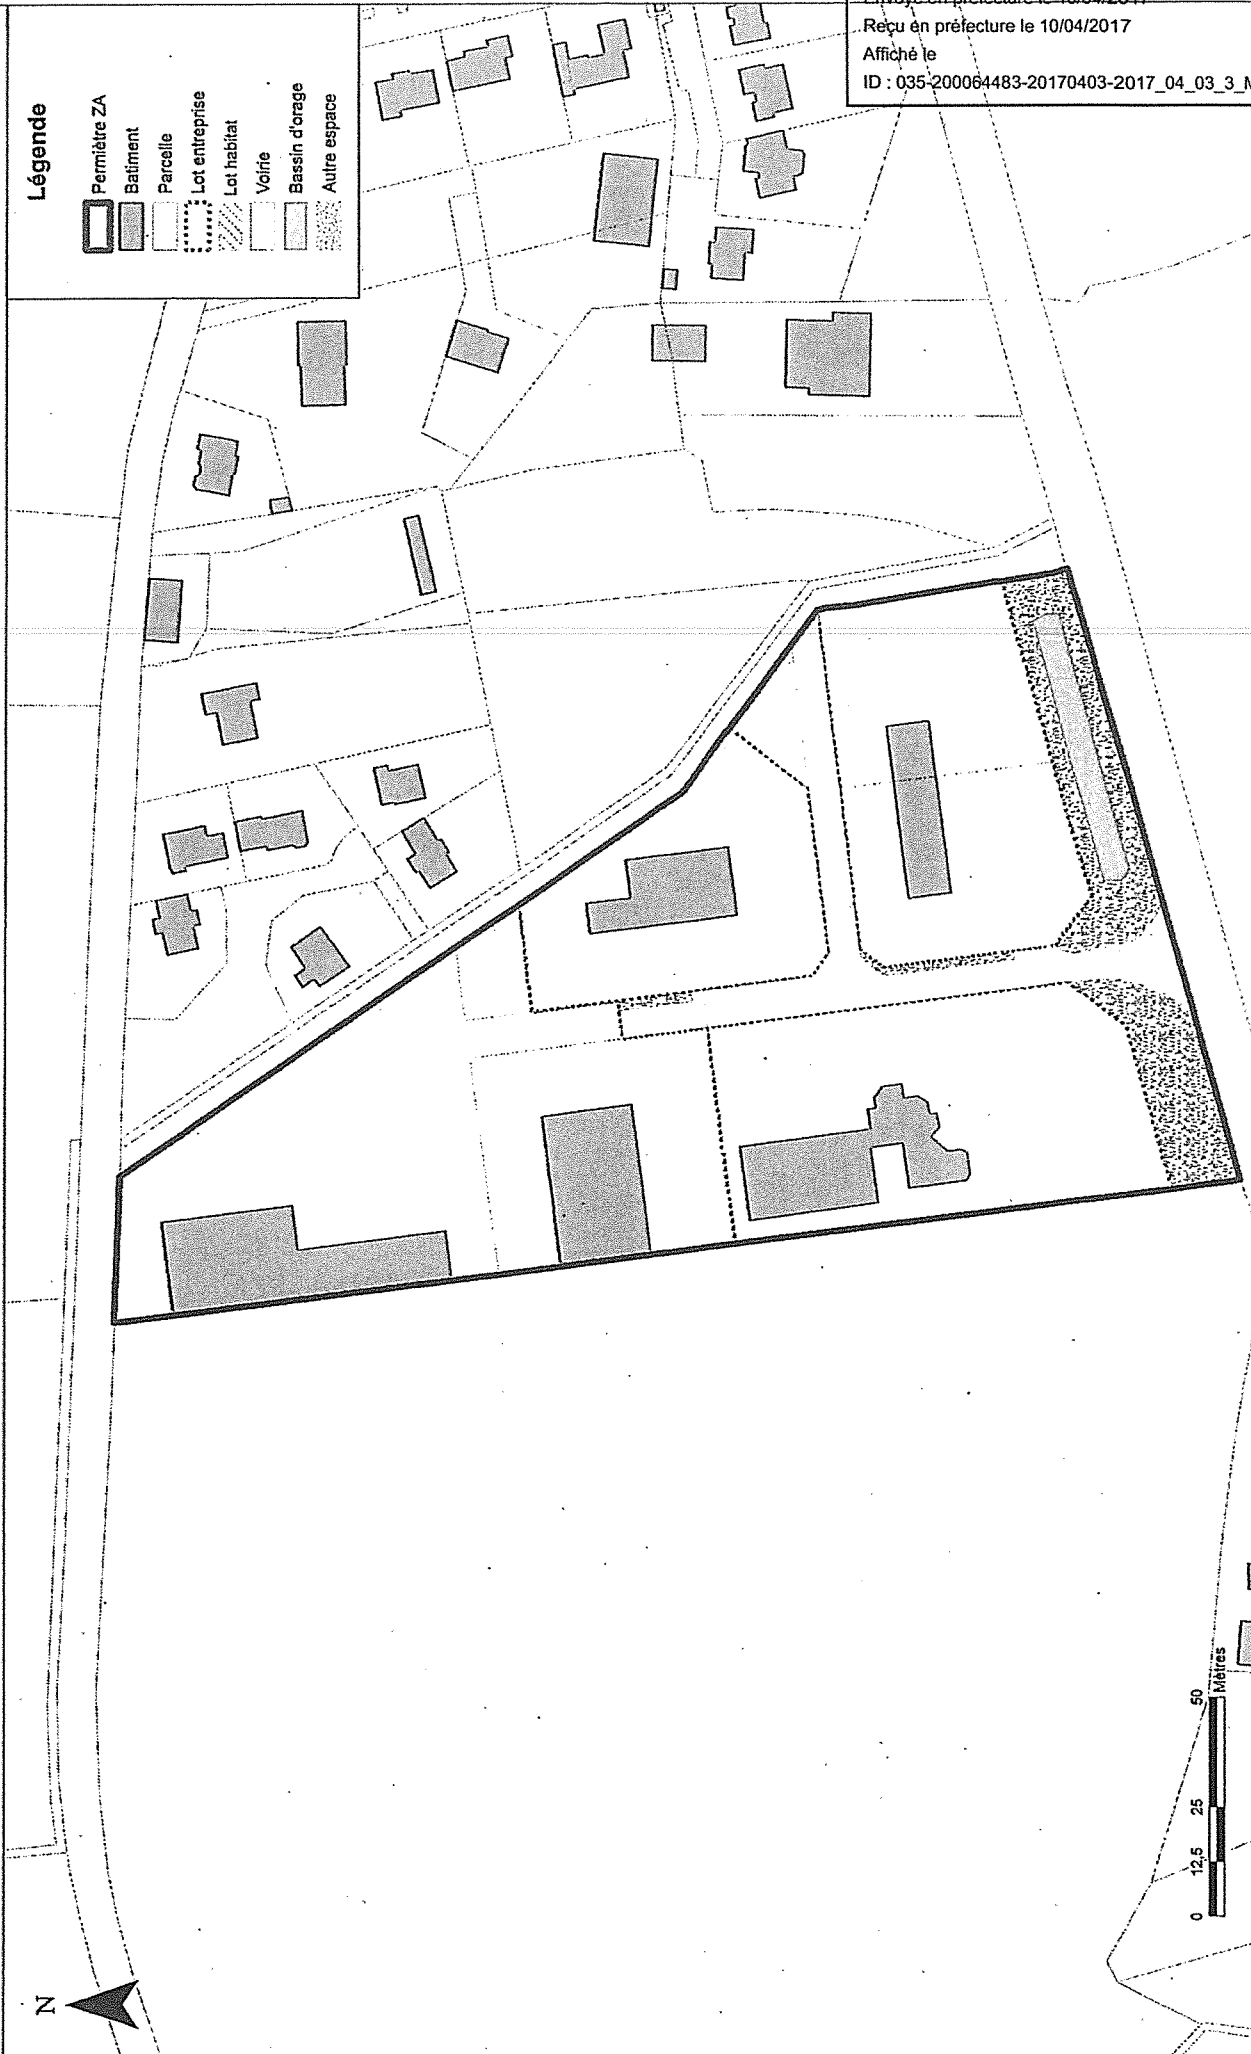 Reçu en préfecture le 10/04/2017
Affiché le
ID : 035-200064483-20170403-2017_04_03_3_
Légende
Permiètre ZA
Batiment
Parcelle
Lot entreprise
Lot habitat
Voirie
Bassin d'orage
Autre espace
N
0 12,5 25 50
Mètres